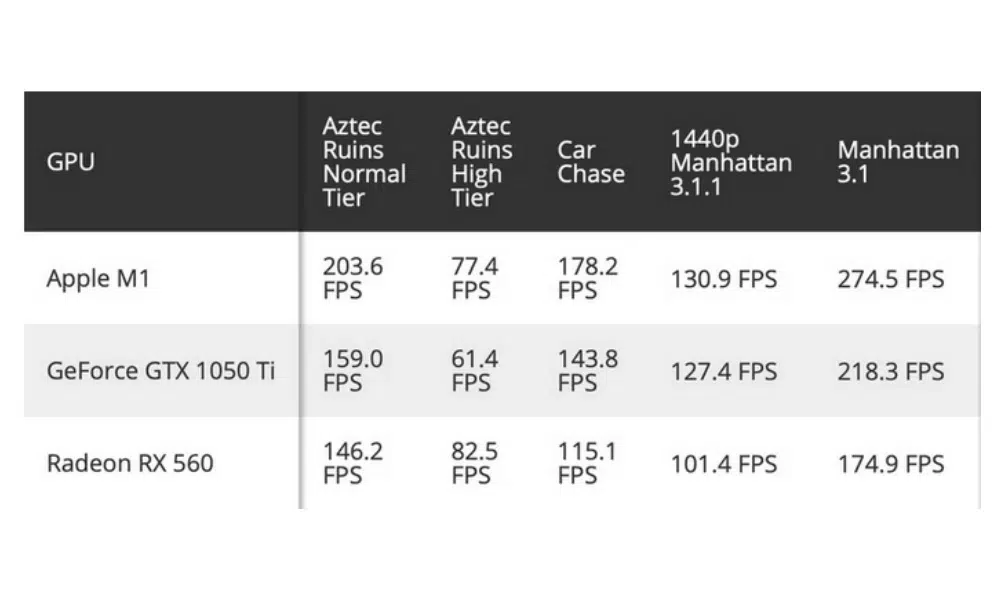 GPU
Aztec
Ruins
Normal
Tier
Aztec
Ruins
High
Tier
Car
Chase
1440p
Manhattan
3.1.1
Manhattan
3.1
Apple M1
203.6
FPS
77.4
FPS
178.2
FPS
130.9 FPS
274.5 FPS
GeForce GTX 1050 Ti
159.0
FPS
61.4
FPS
143.8
FPS
127.4 FPS
218.3 FPS
Radeon RX 560
146.2
FPS
82.5
FPS
115.1
FPS
101.4 FPS
174.9 FPS